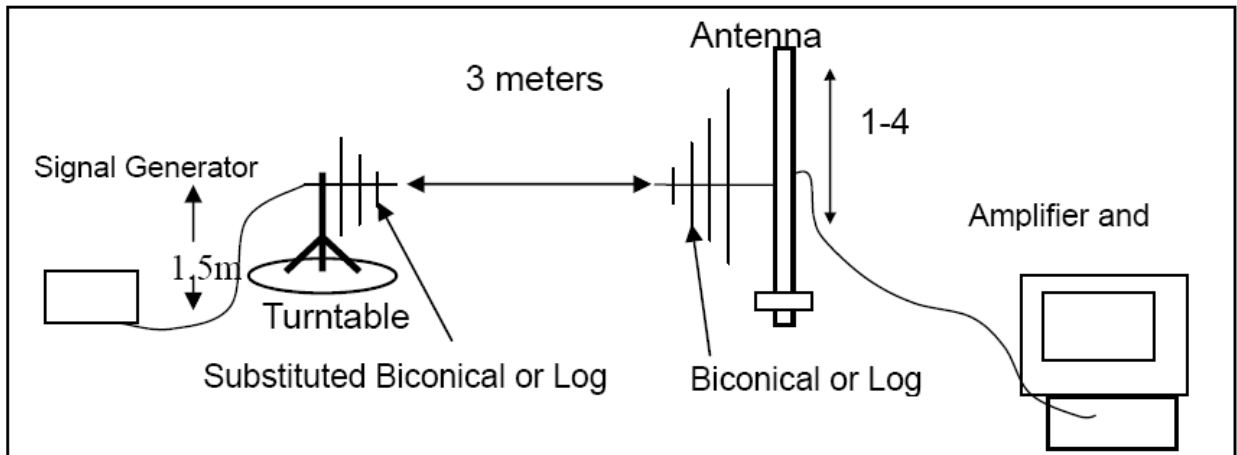 Antenna
3 meters
1-4
Signal Generator
Amplifier and
1.5m
Turntable
Substituted Biconical or Log
Biconical or Log